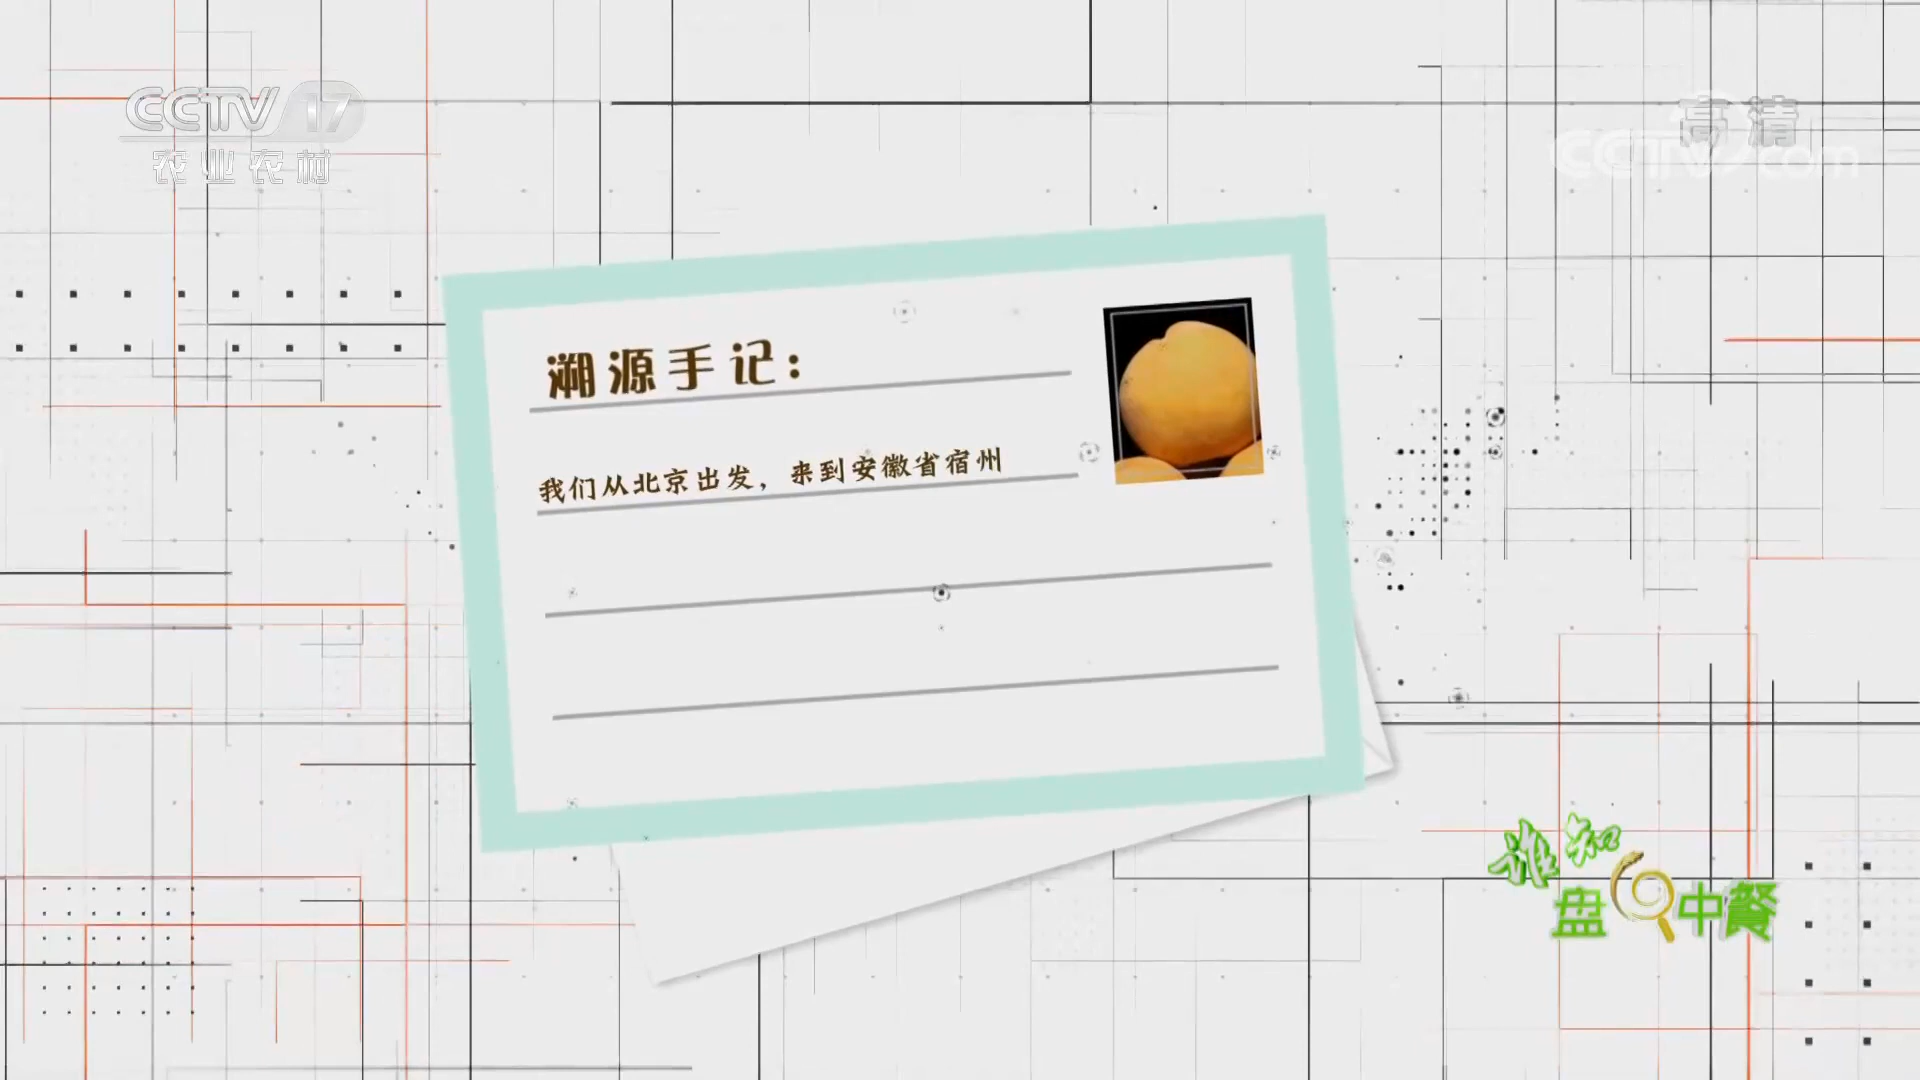 CCTV 17
农业农村
高清
CCTV.com
溯源手记：
我们从北京出发，来到安徽省宿州
谁知
盘中餐